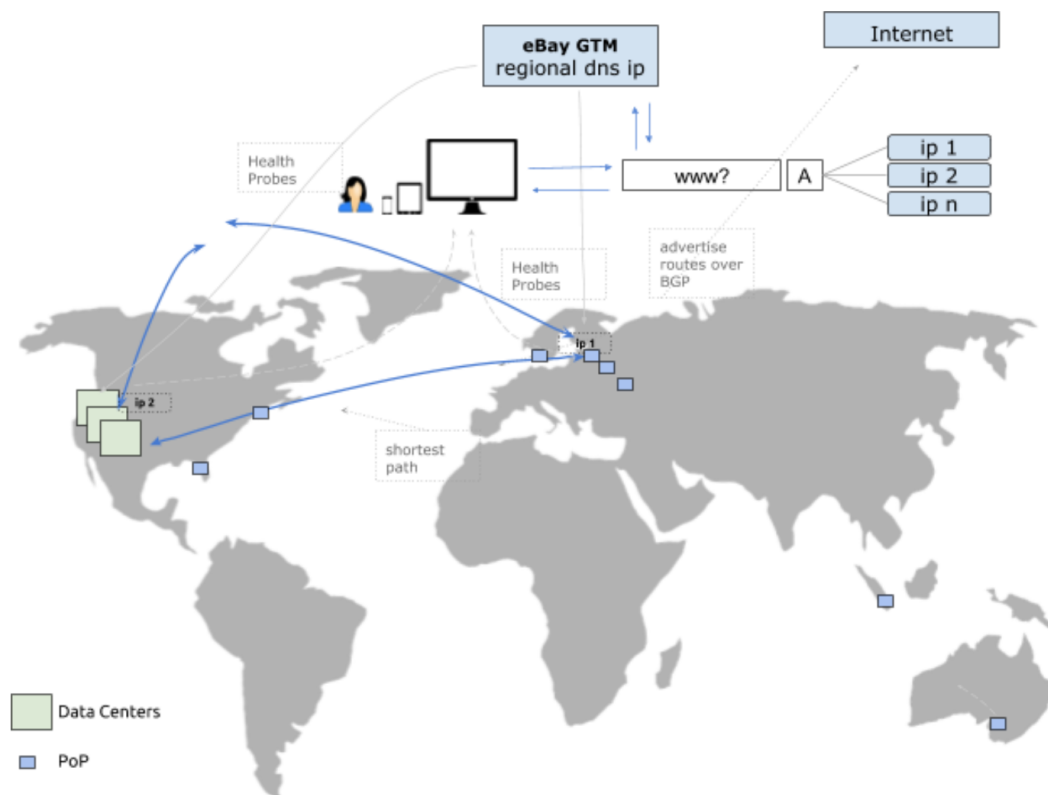 eBay GTM
regional dns ip
Internet
Health
Probes
www?
A
ip 1
ip 2
ip n
advertise
routes over
BGP
Health
Probes
ip 1
ip 2
shortest
path
Data Centers
PoP